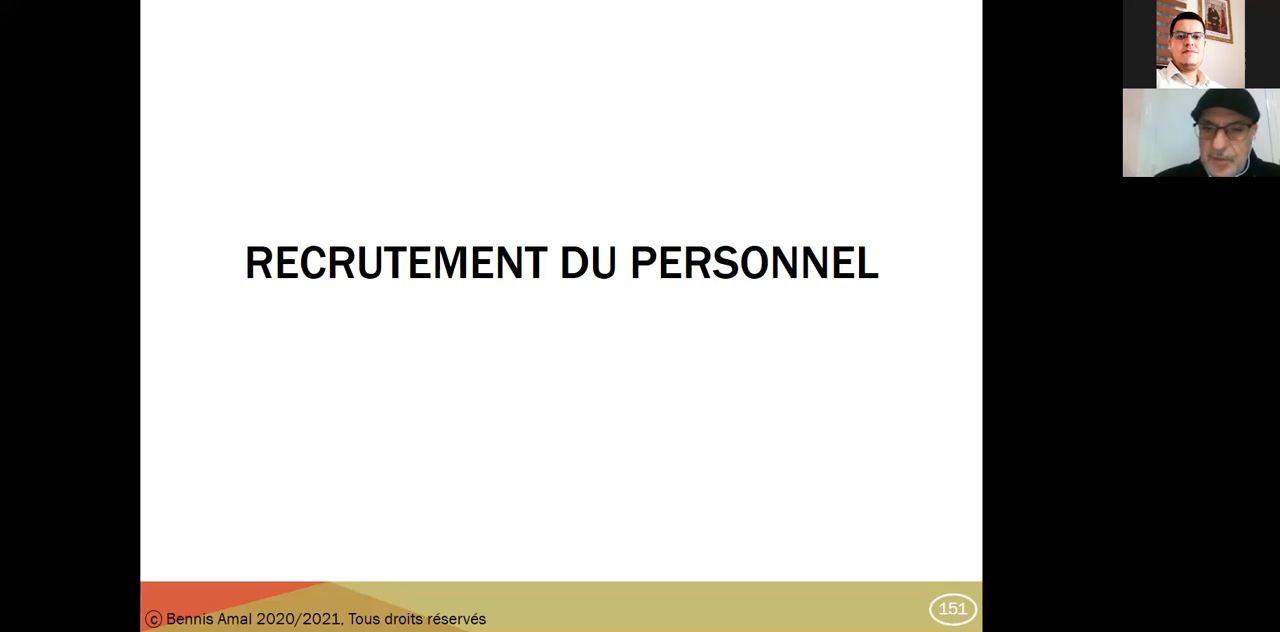 RECRUTEMENT DU PERSONNEL
© Bennis Amal 2020/2021, Tous droits réservés
151